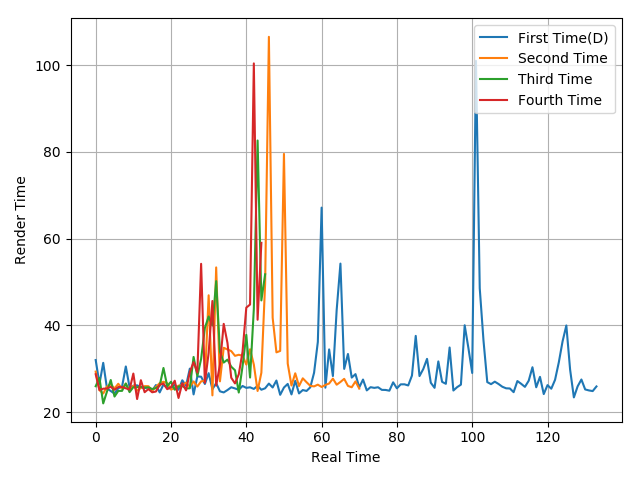 First Time(D)
Second Time
Third Time
Fourth Time
100
80
60
40
20
Render Time
0 20 40 60 80 100 120
Real Time